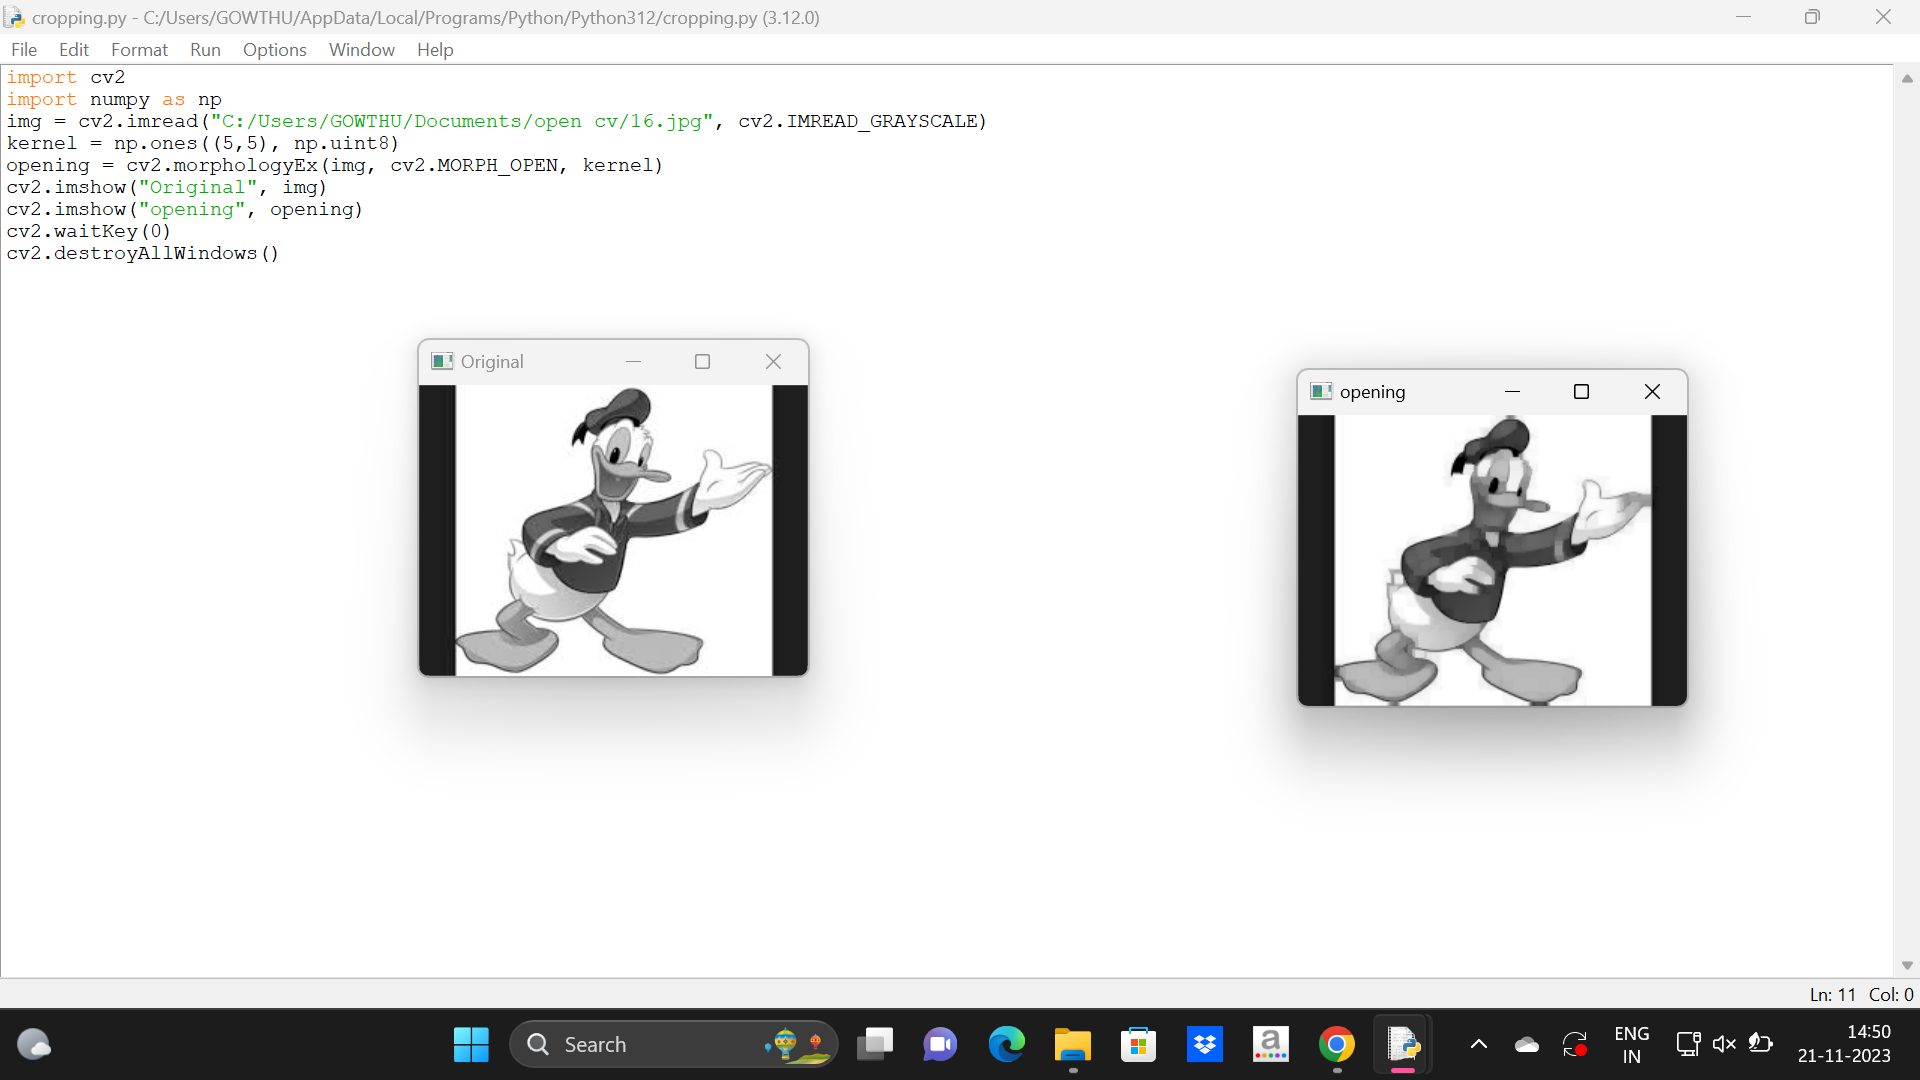 cropping.py - C:/Users/GOWTHU/AppData/Local/Programs/Python/Python312/cropping.py (3.12.0)
File Edit Format Run Options Window Help
import cv2
import numpy as np
img = cv2.imread("C:/Users/GOWTHU/Documents/open cv/16.jpg", cv2.IMREAD_GRAYSCALE)
kernel = np.ones((5,5), np.uint8)
opening = cv2.morphologyEx(img, cv2.MORPH_OPEN, kernel)
cv2.imshow("Original", img)
cv2.imshow("opening", opening)
cv2.waitKey(0)
cv2.destroyAllWindows()
Original
opening
Ln: 11 Col: 0
Search
a
ENG
IN
14:50
21-11-2023